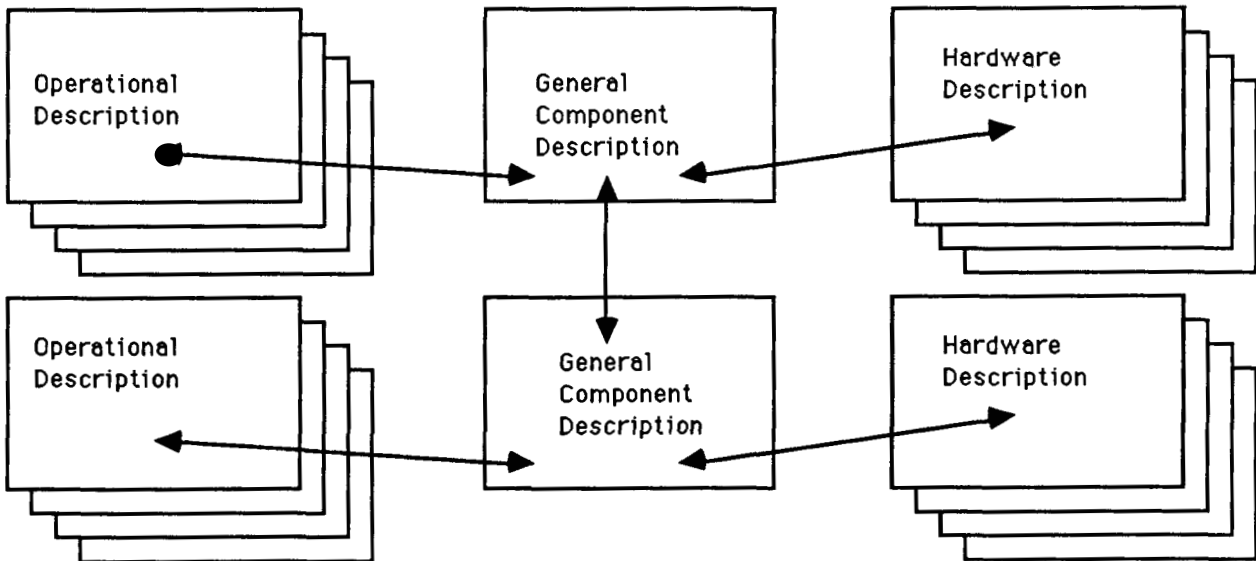 Operational
Description
General
Component
Description
Hardware
Description
Operational
Description
General
Component
Description
Hardware
Description